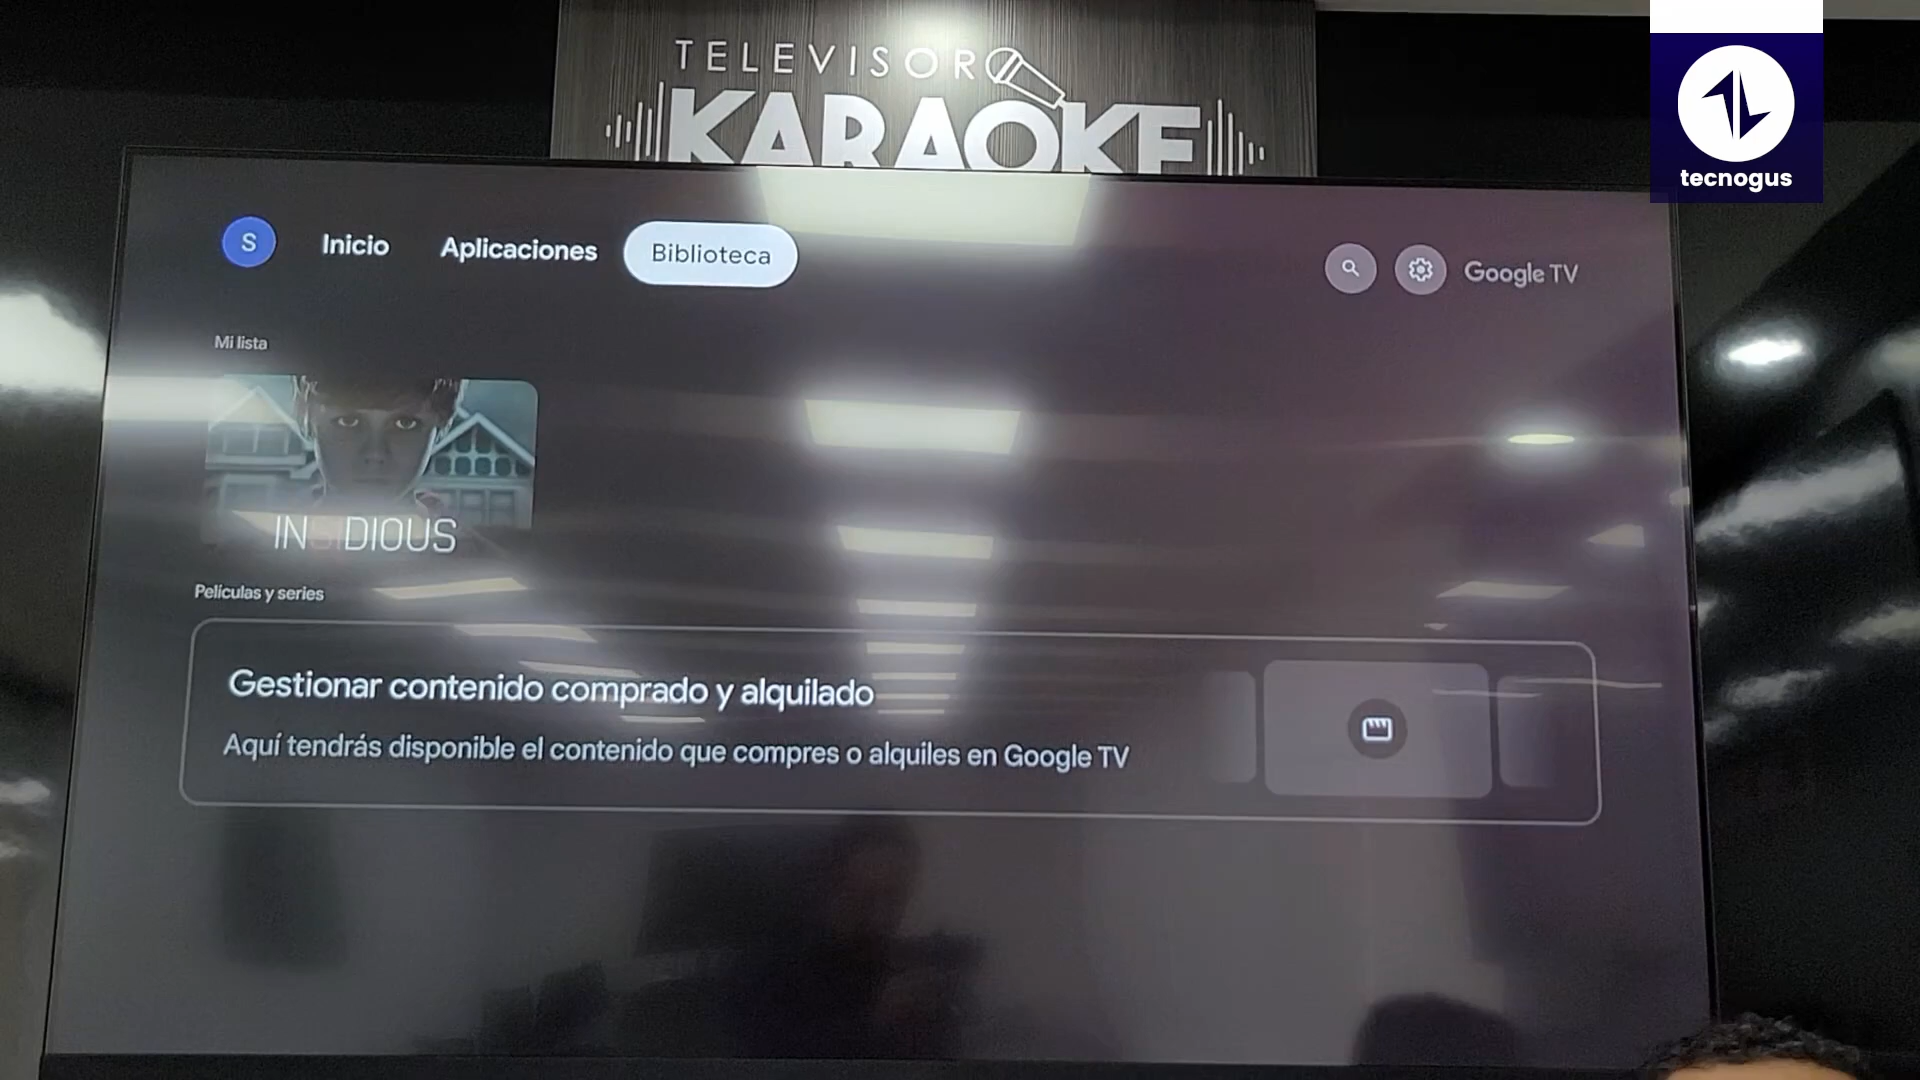 TELEVISOR
KARAOKE
tecnogus
S
Inicio
Aplicaciones
Biblioteca
Google TV
Mi lista
INSIDIOUS
Películas y series
Gestionar contenido comprado y alquilado
Aquí tendrás disponible el contenido que compres o alquiles en Google TV